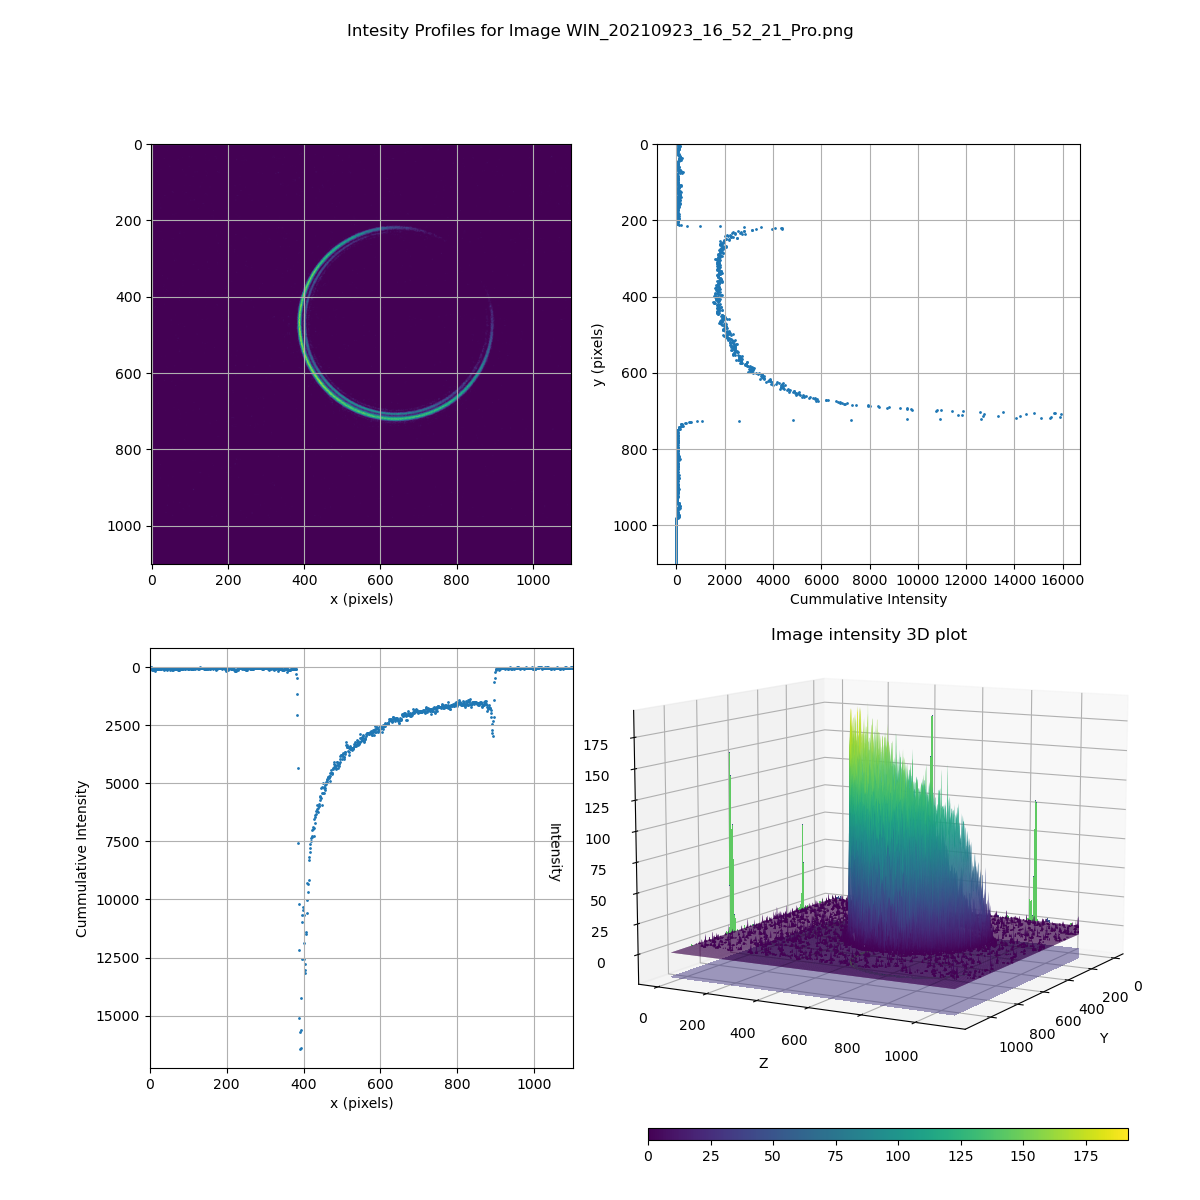 Intesity Profiles for Image WIN_20210923_16_52_21_Pro.png
0
200
400
600
800
1000
0 200 400 600 800 1000
x (pixels)
y (pixels)
0
200
400
600
800
1000
0 2000 4000 6000 8000 10000 12000 14000 16000
Cummulative Intensity
Cummulative Intensity
0
2500
5000
7500
10000
12500
15000
0 200 400 600 800 1000
x (pixels)
Image intensity 3D plot
Intensity
175
150
125
100
75
50
25
0
0 200 400 600 800 1000
Z
0
200
400
600
800
1000
Y
0 25 50 75 100 125 150 175